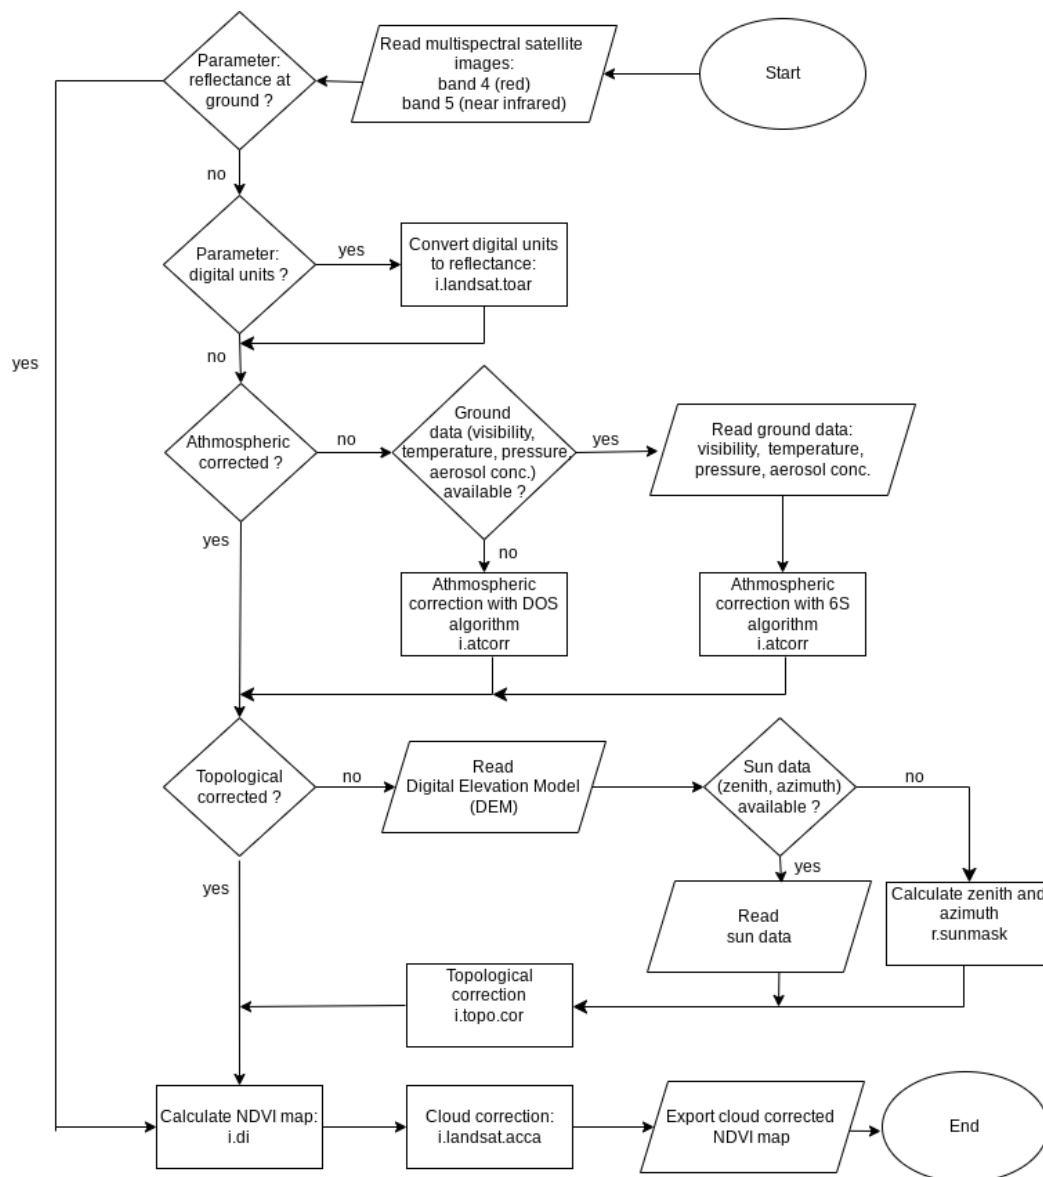 Start
Read multispectral satellite
images:
band 4 (red)
band 5 (near infrared)
Parameter:
reflectance at
ground ?
yes
no
Parameter:
digital units ?
yes
Convert digital units
to reflectance:
i.landsat.toar
no
Athmospheric
corrected ?
no
Ground
data (visibility,
temperature, pressure,
aerosol conc.)
available ?
yes
Read ground data:
visibility, temperature,
pressure, aerosol conc.
yes
no
Athmospheric
correction with DOS
algorithm
i.atcorr
Athmospheric
correction with 6S
algorithm
i.atcorr
Topological
corrected ?
no
Read
Digital Elevation Model
(DEM)
Sun data
(zenith, azimuth)
available ?
no
yes
yes
Read
sun data
Calculate zenith and
azimuth
r.sunmask
Topological
correction
i.topo.cor
Calculate NDVI map:
i.di
Cloud correction:
i.landsat.acca
Export cloud corrected
NDVI map
End